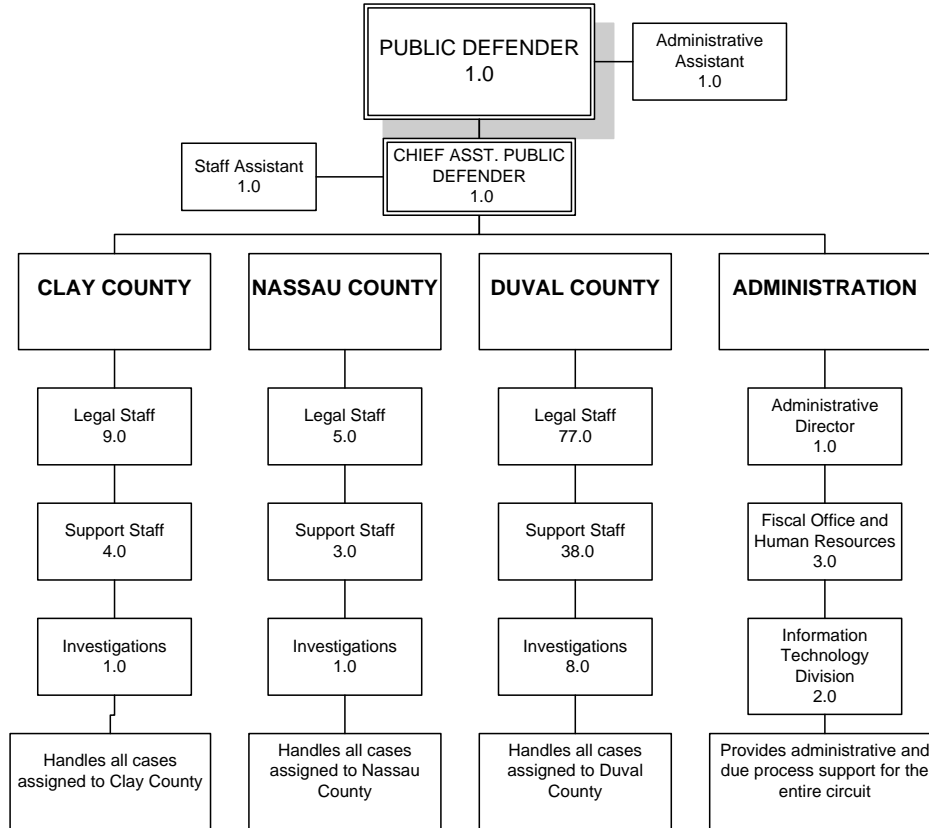 PUBLIC DEFENDER
1.0
Administrative
Assistant
1.0
Staff Assistant
1.0
CHIEF ASST. PUBLIC
DEFENDER
1.0
CLAY COUNTY
Legal Staff
9.0
Support Staff
4.0
Investigations
1.0
Handles all cases
assigned to Clay County
NASSAU COUNTY
Legal Staff
5.0
Support Staff
3.0
Investigations
1.0
Handles all cases
assigned to Nassau
County
DUVAL COUNTY
Legal Staff
77.0
Support Staff
38.0
Investigations
8.0
Handles all cases
assigned to Duval
County
ADMINISTRATION
Administrative
Director
1.0
Fiscal Office and
Human Resources
3.0
Information
Technology
Division
2.0
Provides administrative and
due process support for the
entire circuit